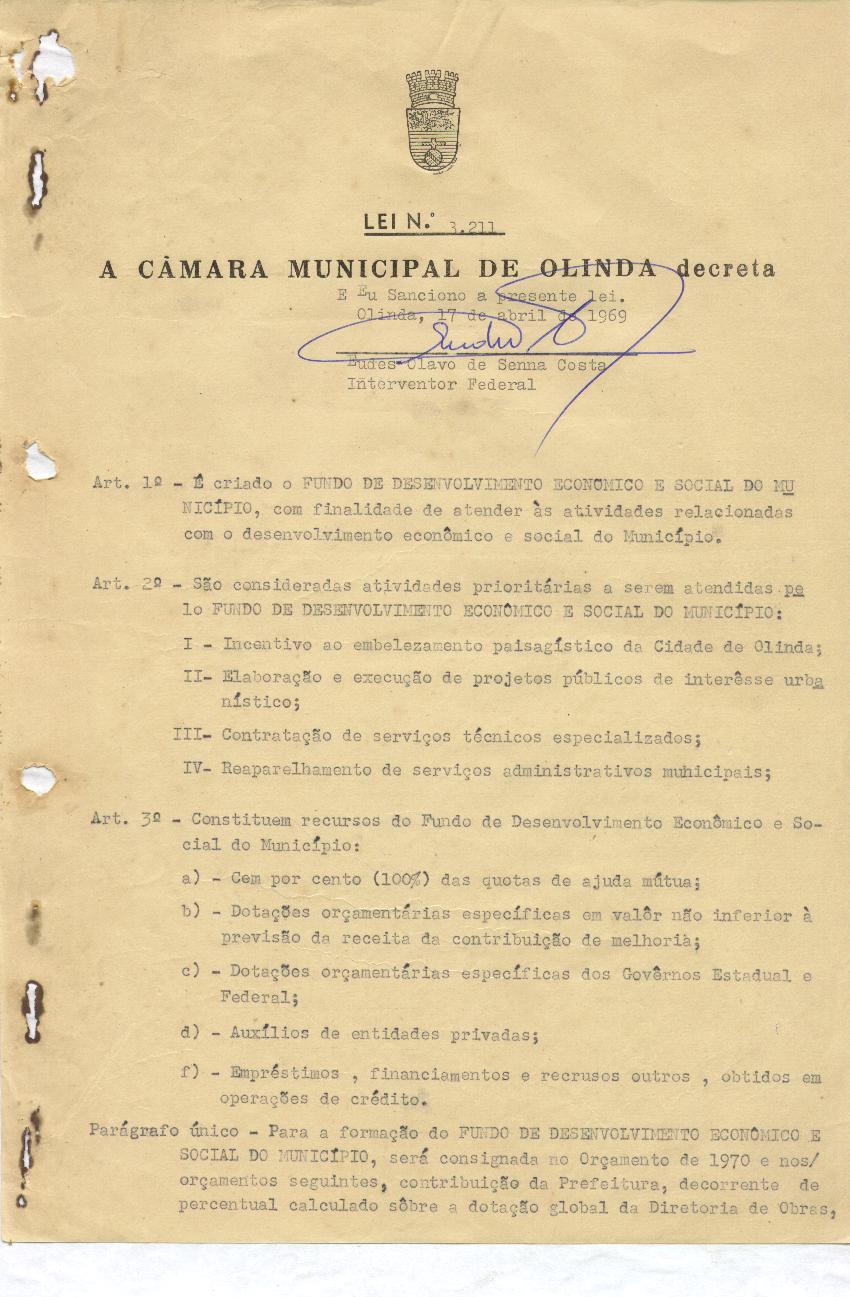 LEI N.º 3.211
A CÂMARA MUNICIPAL DE OLINDA decreta
E Eu Sanciono a presente lei.
Olinda, 17 de abril de 1969
Eudes Olavo de Senna Costa
Interventor Federal
Art. 1º - É criado o FUNDO DE DESENVOLVIMENTO ECONOMICO E SOCIAL DO MU
NICÍPIO, com finalidade de atender às atividades relacionadas
com o desenvolvimento econômico e social do Município.
Art. 2º - São consideradas atividades prioritárias a serem atendidas pe
lo FUNDO DE DESENVOLVIMENTO ECONÔMICO E SOCIAL DO MUNICÍPIO:
I - Incentivo ao embelezamento paisagístico da Cidade de Olinda;
II- Elaboração e execução de projetos públicos de interêsse urba
nístico;
III- Contratação de serviços técnicos especializados;
IV- Reaparelhamento de serviços administrativos muhicipais;
Art. 3º - Constituem recursos do Fundo de Desenvolvimento Econômico e So-
cial do Município:
a) - Cem por cento (100%) das quotas de ajuda mútua;
b) - Dotações orçamentárias específicas em valôr não inferior à
previsão da receita da contribuição de melhoria;
c) - Dotações orçamentárias específicas dos Govêrnos Estadual e
Federal;
d) - Auxílios de entidades privadas;
f) - Empréstimos , financiamentos e recrusos outros , obtidos em
operações de crédito.
Parágrafo único - Para a formação do FUNDO DE DESENVOLVIMENTO ECONÔMICO E
SOCIAL DO MUNICÍPIO, será consignada no Orçamento de 1970 e nos/
orçamentos seguintes, contribuição da Prefeitura, decorrente de
percentual calculado sôbre a dotação global da Diretoria de Obras,